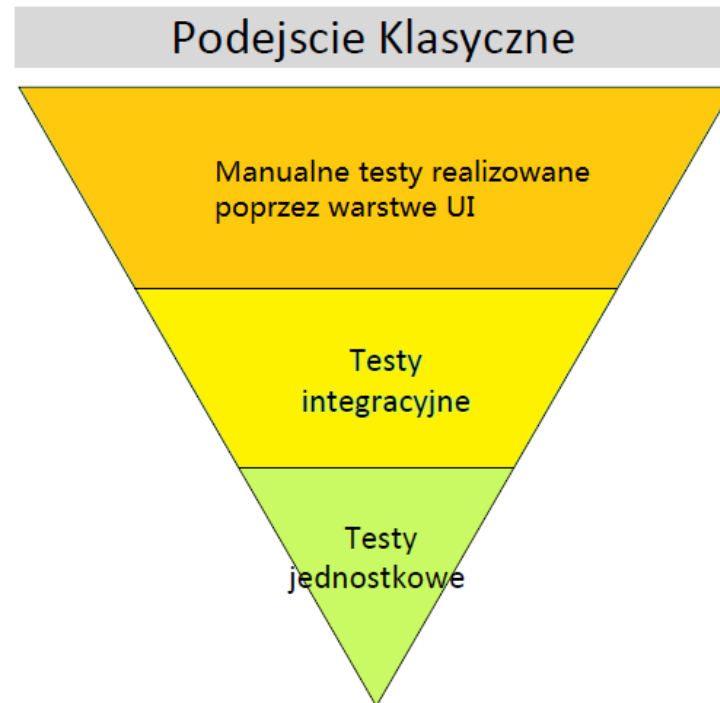 Podejscie Klasyczne
Manualne testy realizowane
poprzez warstwe UI
Testy
integracyjne
Testy
jednostkowe